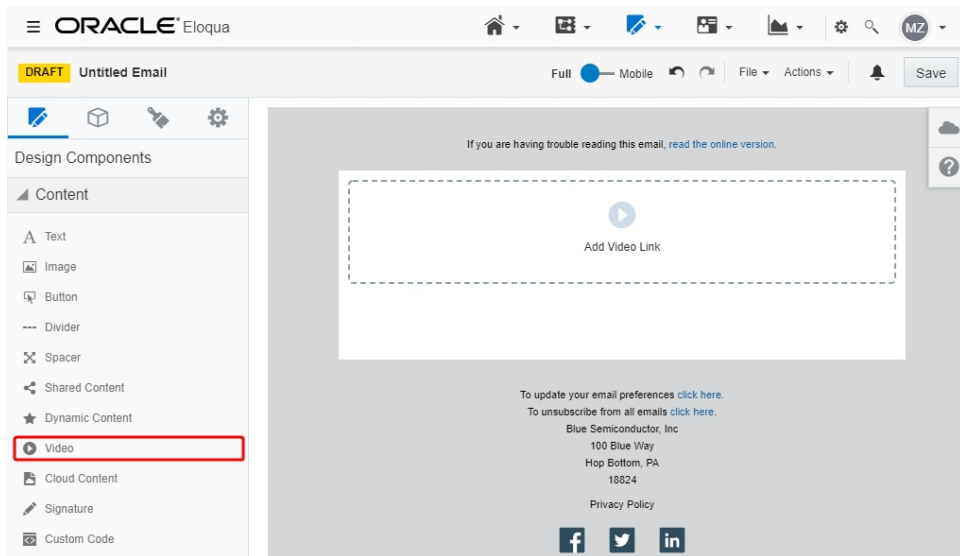 ORACLE Eloqua
MZ
DRAFT Untitled Email
Full Mobile File Actions Save
Design Components
Content
Text
Image
Button
Divider
Spacer
Shared Content
Dynamic Content
Video
Cloud Content
Signature
Custom Code
If you are having trouble reading this email, read the online version.
Add Video Link
To update your email preferences click here.
To unsubscribe from all emails click here.
Blue Semiconductor, Inc
100 Blue Way
Hop Bottom, PA
18824
Privacy Policy